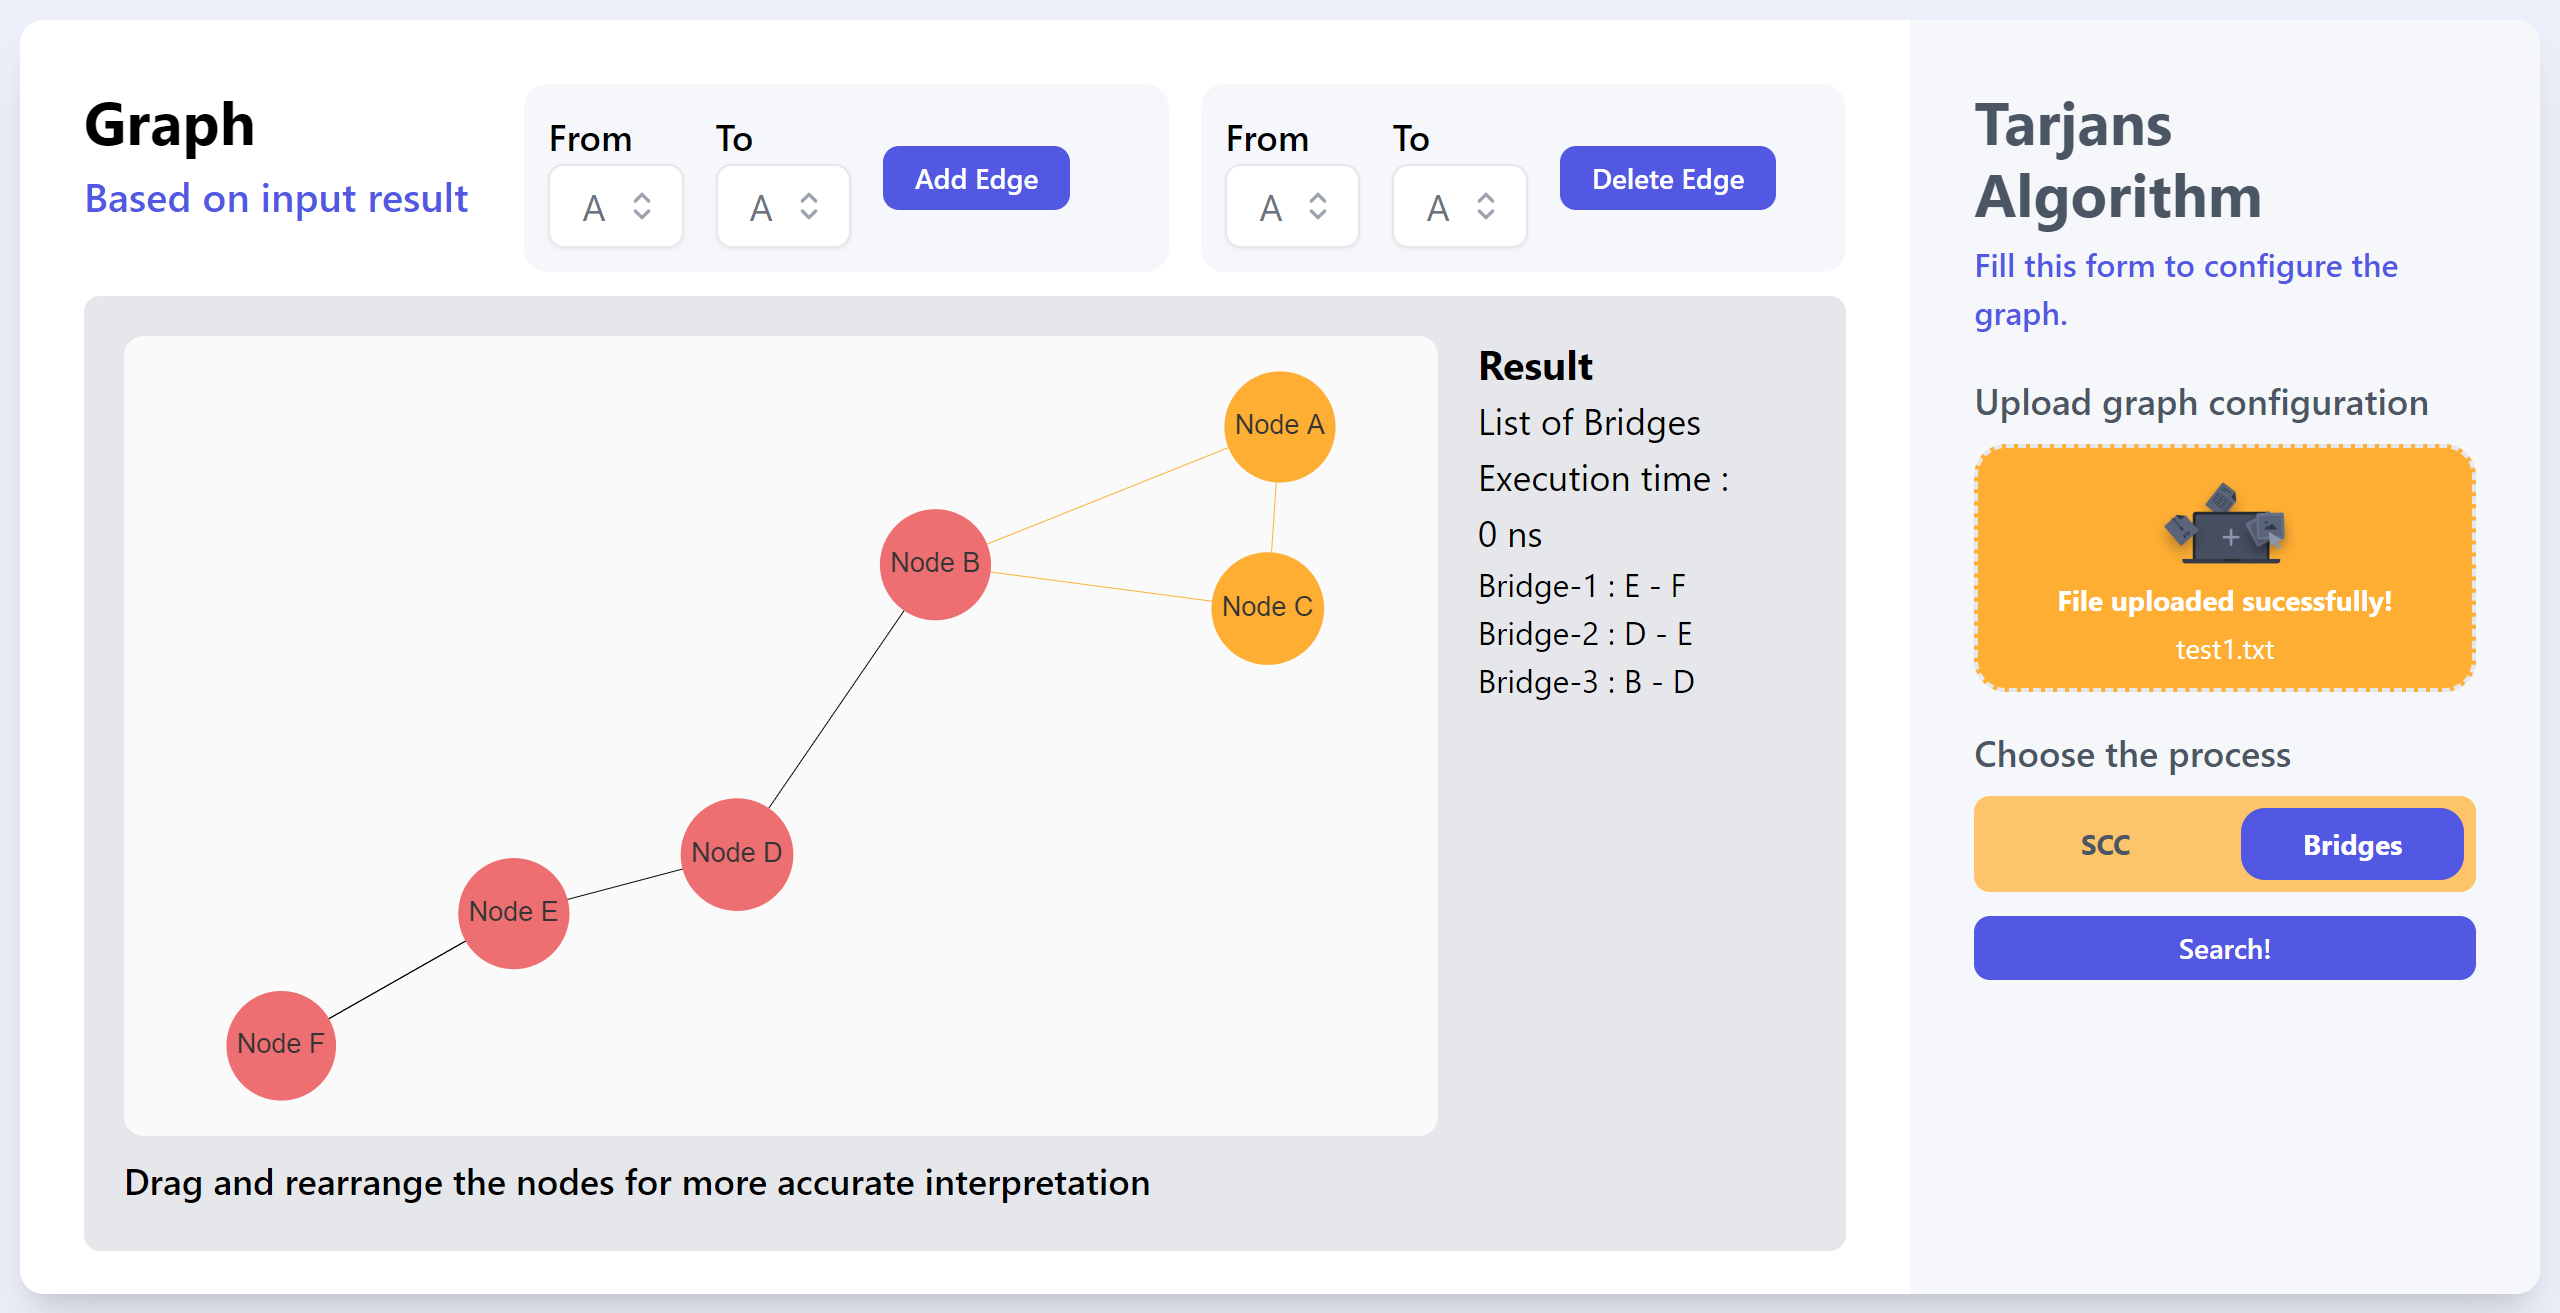 Graph
Based on input result
From To
A A
Add Edge
From To
A A
Delete Edge
Node A
Node B
Node C
Node D
Node E
Node F
Drag and rearrange the nodes for more accurate interpretation
Result
List of Bridges
Execution time :
0 ns
Bridge-1 : E - F
Bridge-2 : D - E
Bridge-3 : B - D
Tarjans
Algorithm
Fill this form to configure the
graph.
Upload graph configuration
File uploaded sucessfully!
test1.txt
Choose the process
SCC Bridges
Search!